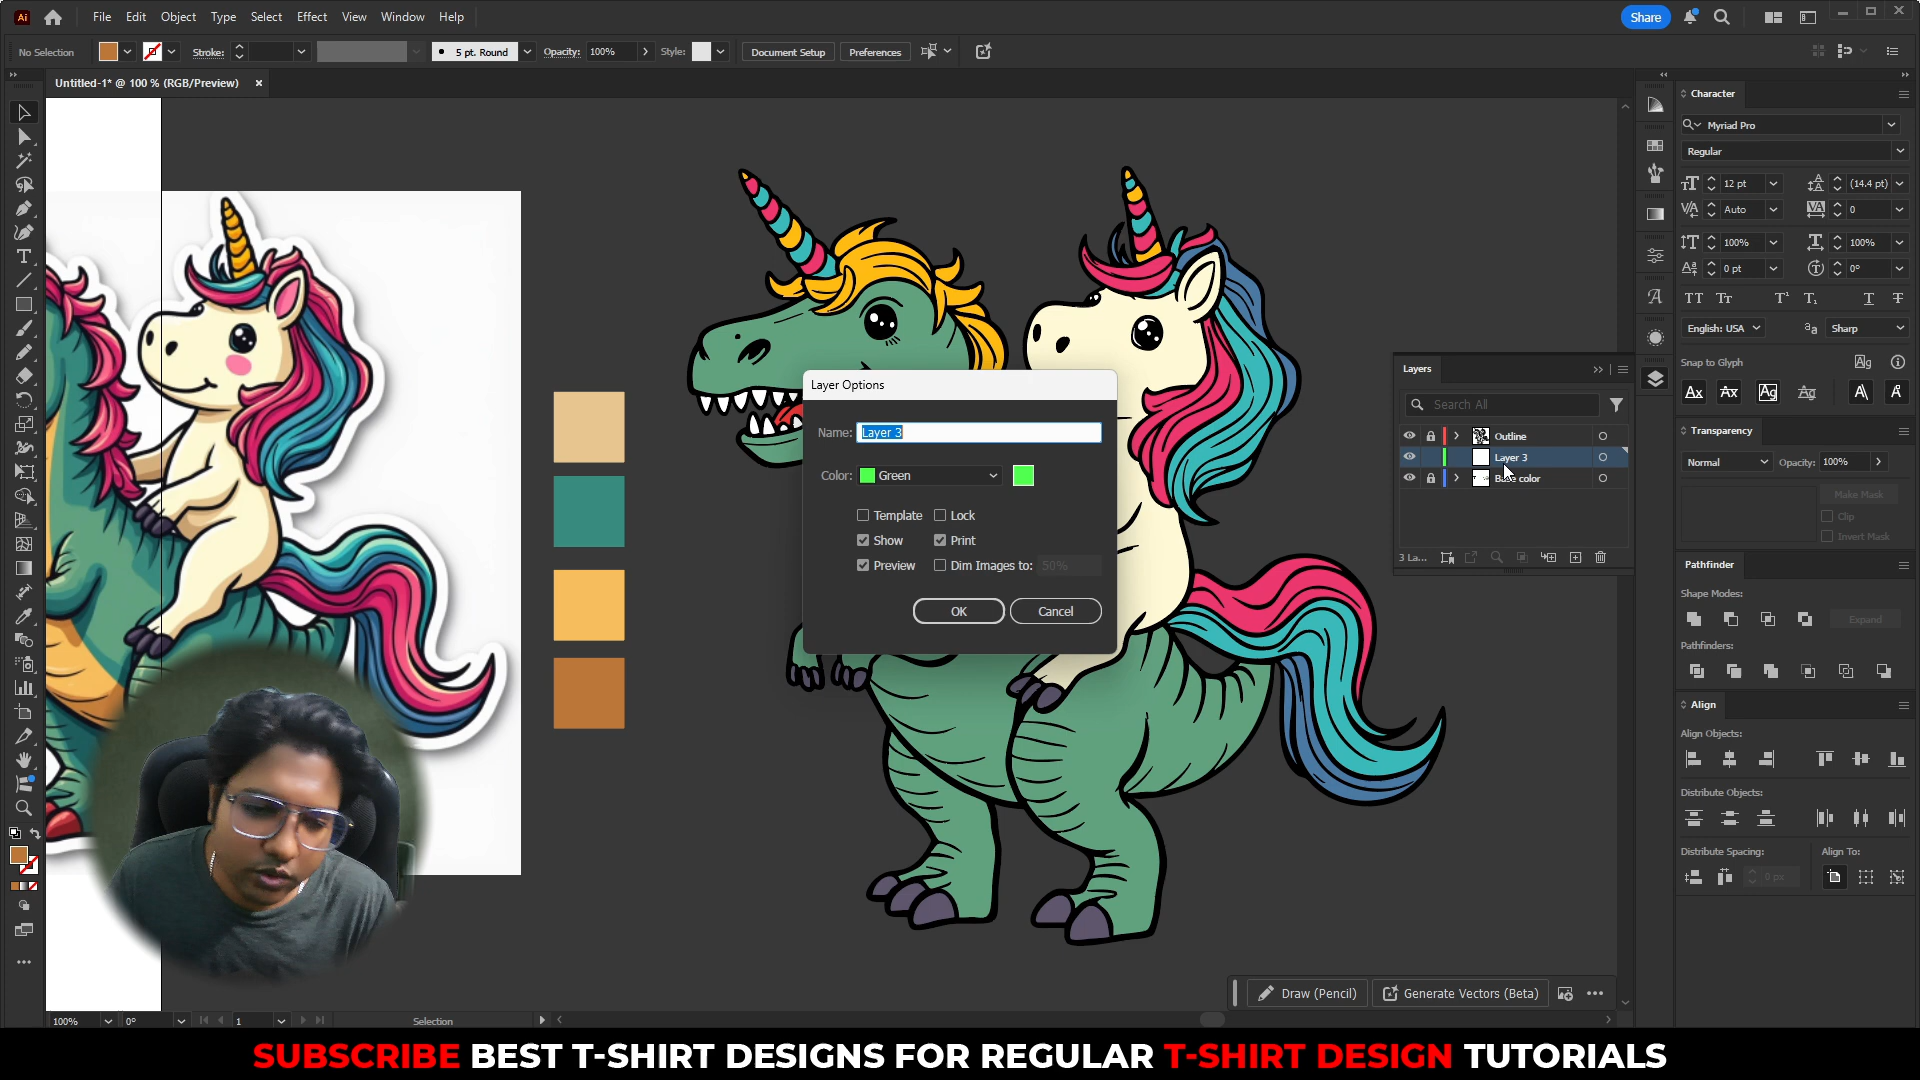 Ai File Edit Object Type Select Effect View Window Help Share
No Selection Stroke: 5 pt. Round Opacity: 100% Style: Document Setup Preferences
Untitled-1* @ 100 % (RGB/Preview) ×
Character
Myriad Pro
Regular
12 pt (14.4 pt)
Auto 0
100% 100%
0 pt 0°
English: USA Sharp
Snap to Glyph
Transparency
Normal Opacity: 100%
Make Mask
Clip
Invert Mask
Pathfinder
Shape Modes:
Expand
Pathfinders:
Align
Align Objects:
Distribute Objects:
Distribute Spacing: Align To:
0 px
Layers
Search All
Outline
Layer 3
Base color
3 La...
Layer Options
Name: Layer 3
Color: Green
Template Lock
Show Print
Preview Dim Images to: 50%
OK Cancel
Draw (Pencil) Generate Vectors (Beta)
100% 0° 1 Selection
SUBSCRIBE BEST T-SHIRT DESIGNS FOR REGULAR T-SHIRT DESIGN TUTORIALS